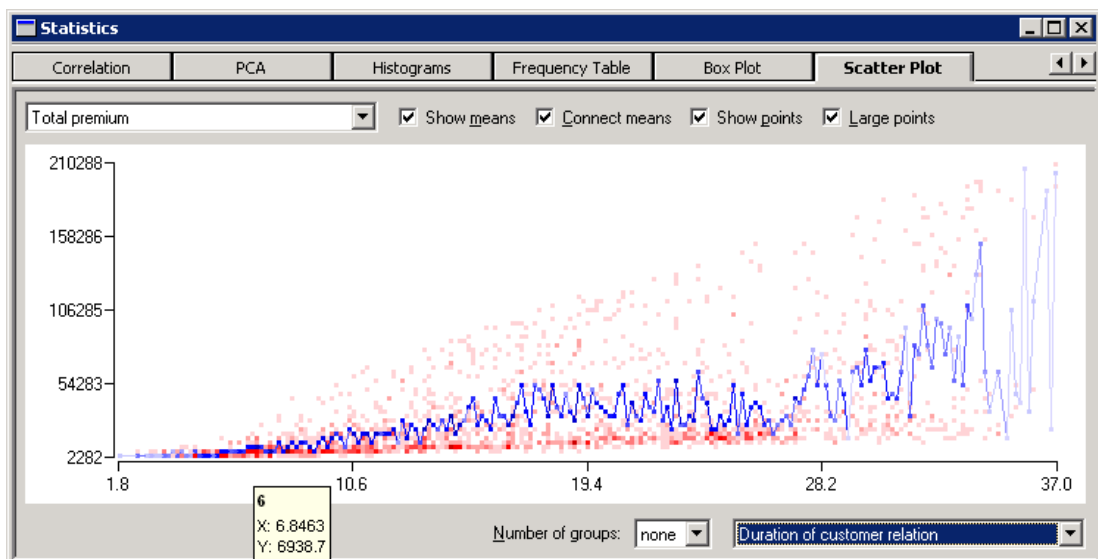 Statistics
Correlation PCA Histograms Frequency Table Box Plot Scatter Plot
Total premium Show means Connect means Show points Large points
210288
158286
106285
54283
2282
1.8 10.6 19.4 28.2 37.0
6
X: 6.8463
Y: 6938.7
Number of groups: none Duration of customer relation